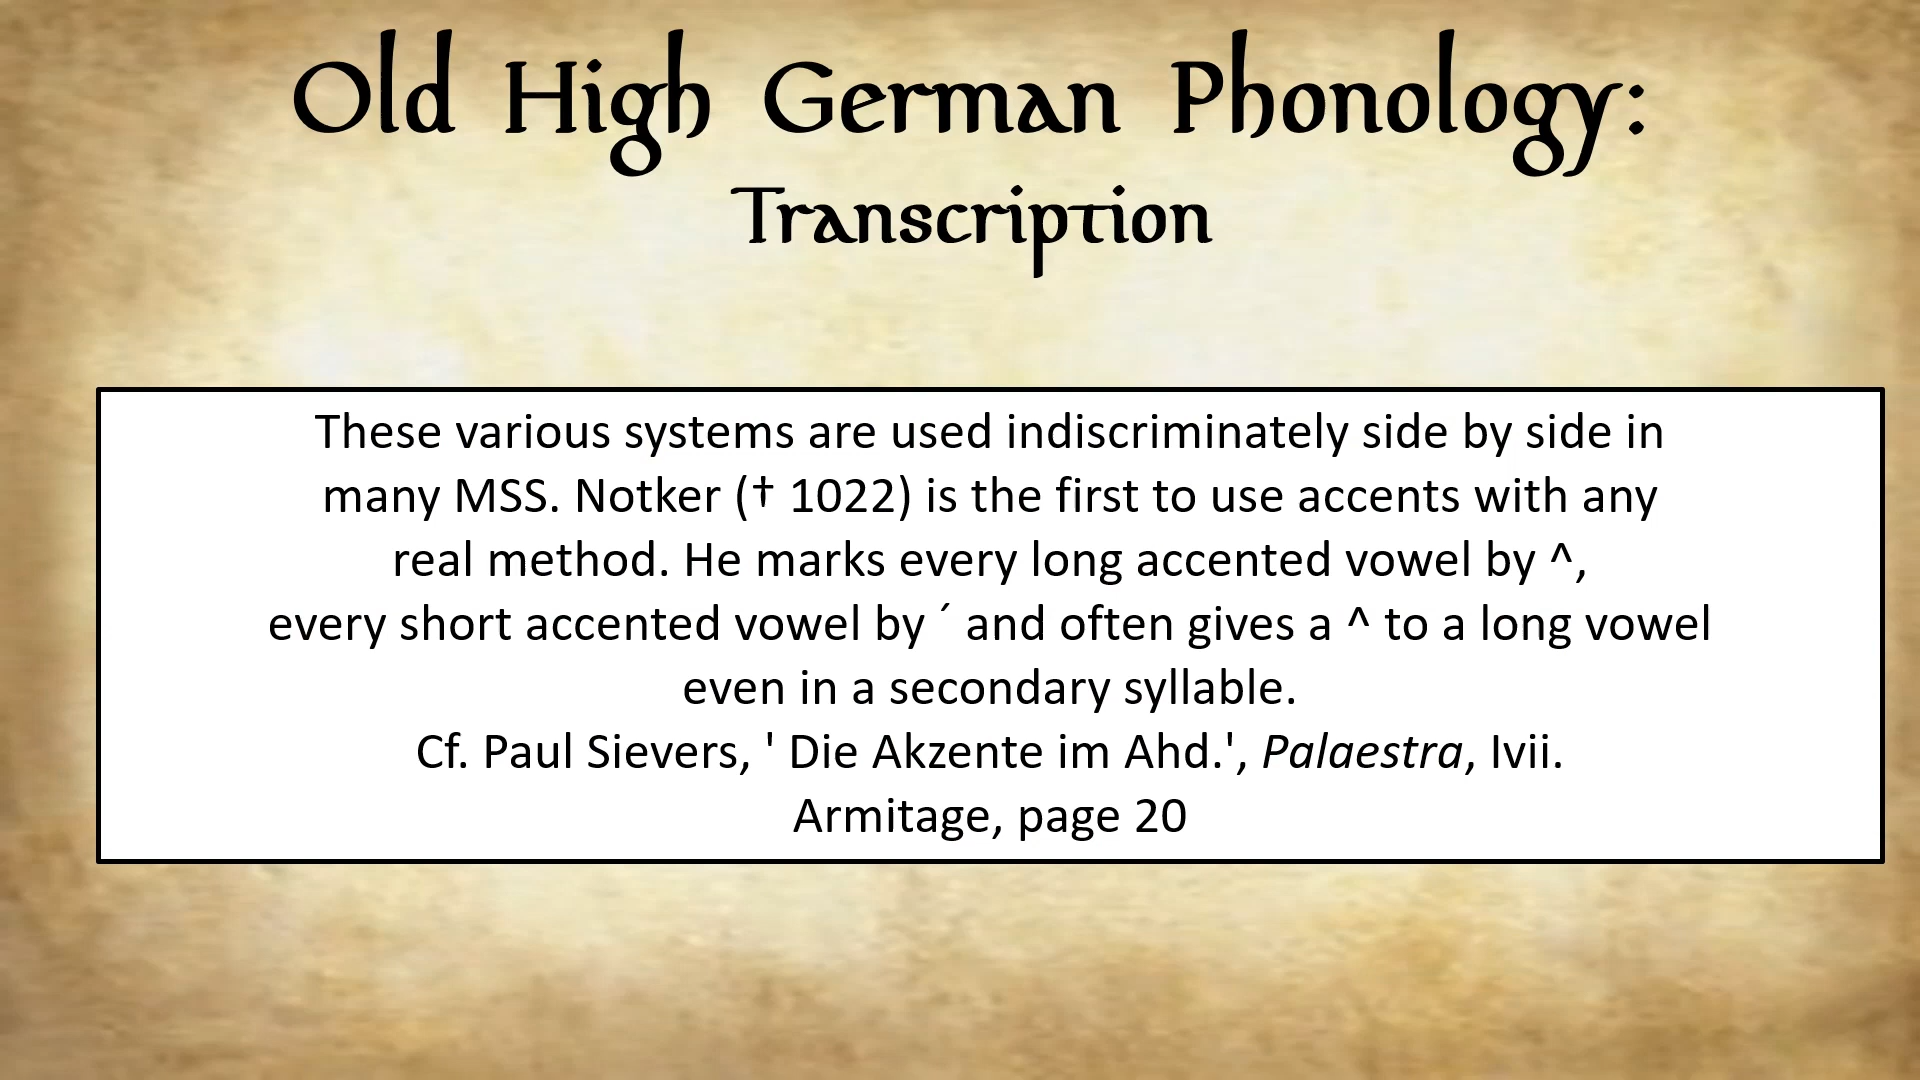 Old High German Phonology:
Transcription
These various systems are used indiscriminately side by side in
many MSS. Notker († 1022) is the first to use accents with any
real method. He marks every long accented vowel by ^,
every short accented vowel by ´ and often gives a ^ to a long vowel
even in a secondary syllable.
Cf. Paul Sievers, ' Die Akzente im Ahd.', Palaestra, Ivii.
Armitage, page 20